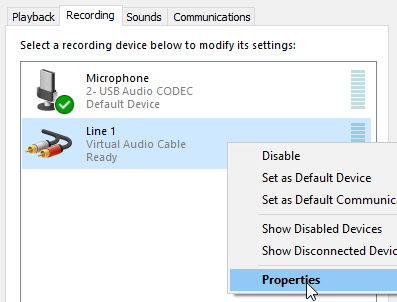 Playback Recording Sounds Communications
Select a recording device below to modify its settings:
Microphone
2- USB Audio CODEC
Default Device
Line 1
Virtual Audio Cable
Ready
Disable
Set as Default Device
Set as Default Communica
Show Disabled Devices
Show Disconnected Devic
Properties